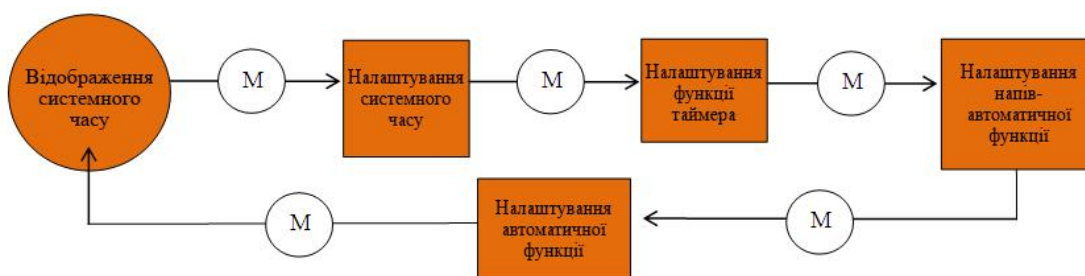 Відображення
системного
часу
М
Налаштування
системного
часу
М
Налаштування
функції
таймера
М
Налаштування
напів-
автоматичної
функції
М
Налаштування
автоматичної
функції
М